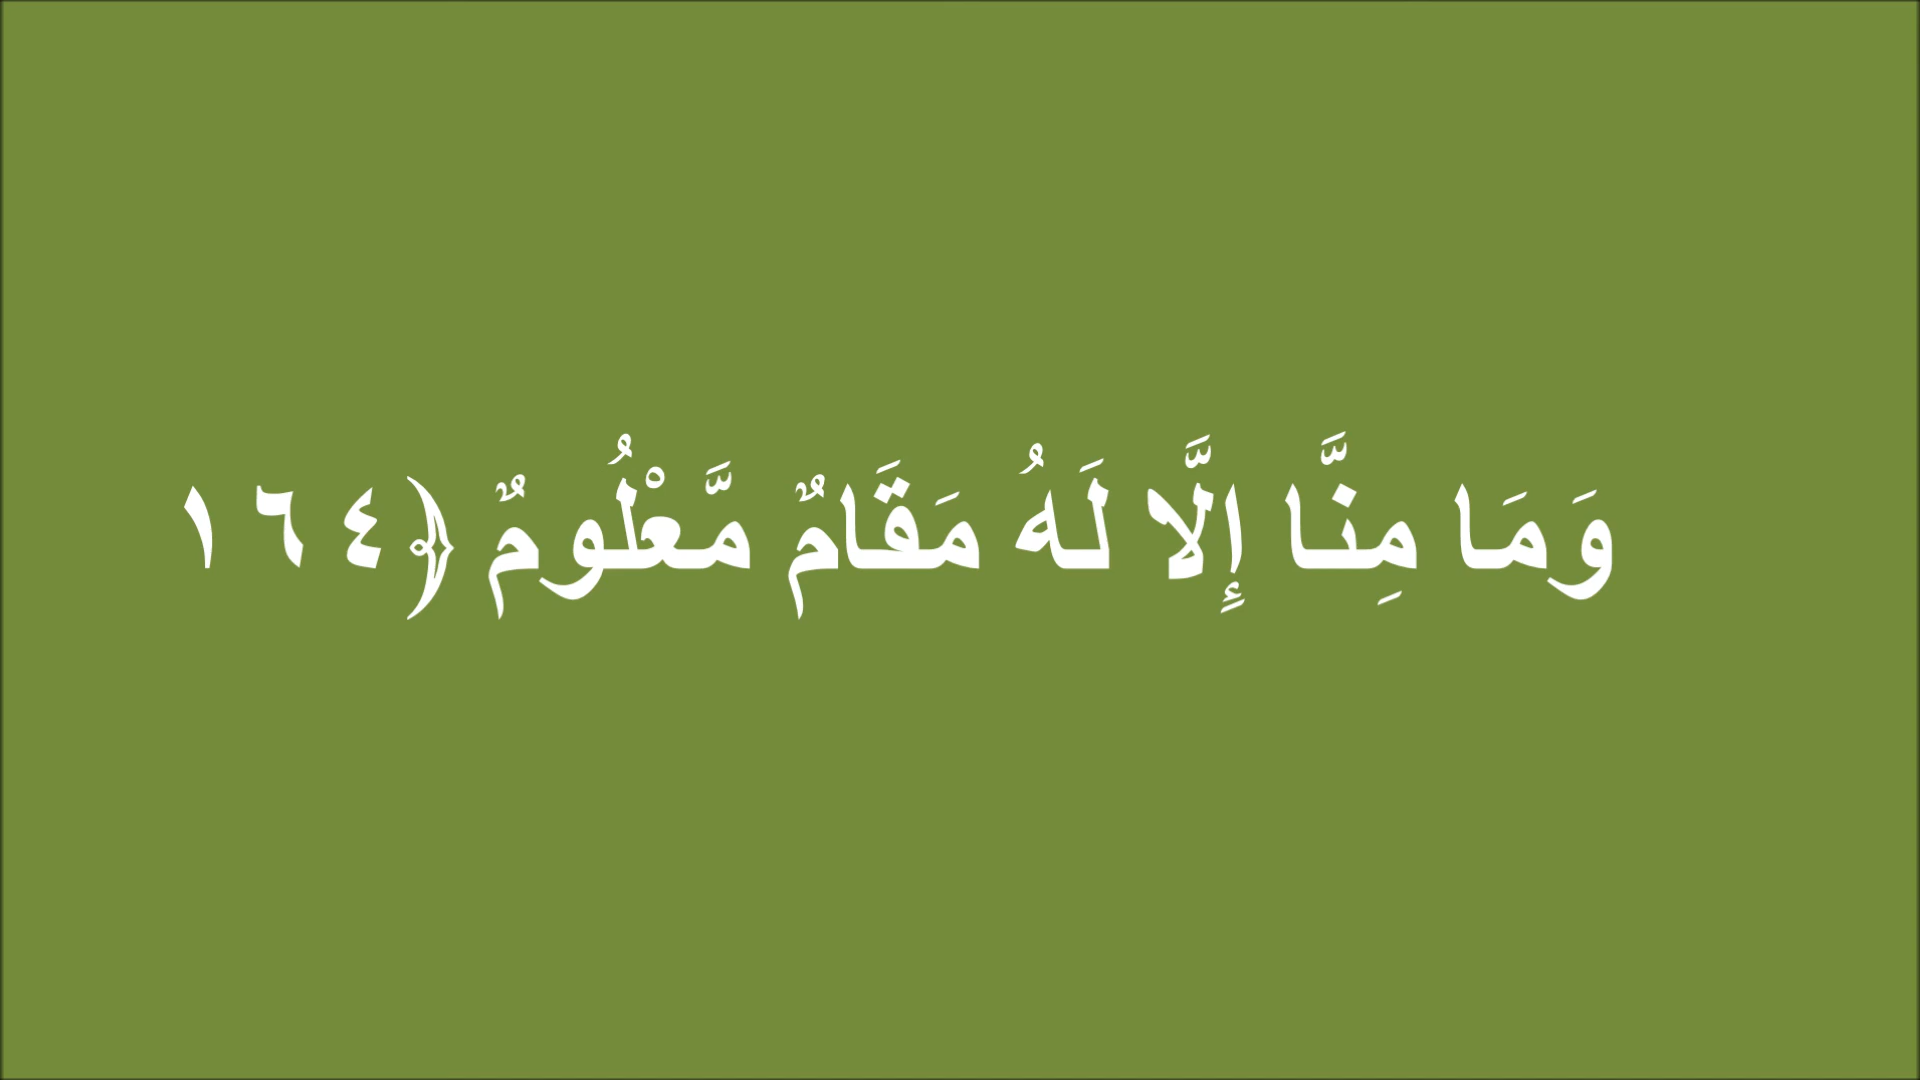 وَمَا مِنَّا إِلَّا لَهُ مَقَامٌ مَّعْلُومٌ ﴿١٦٤